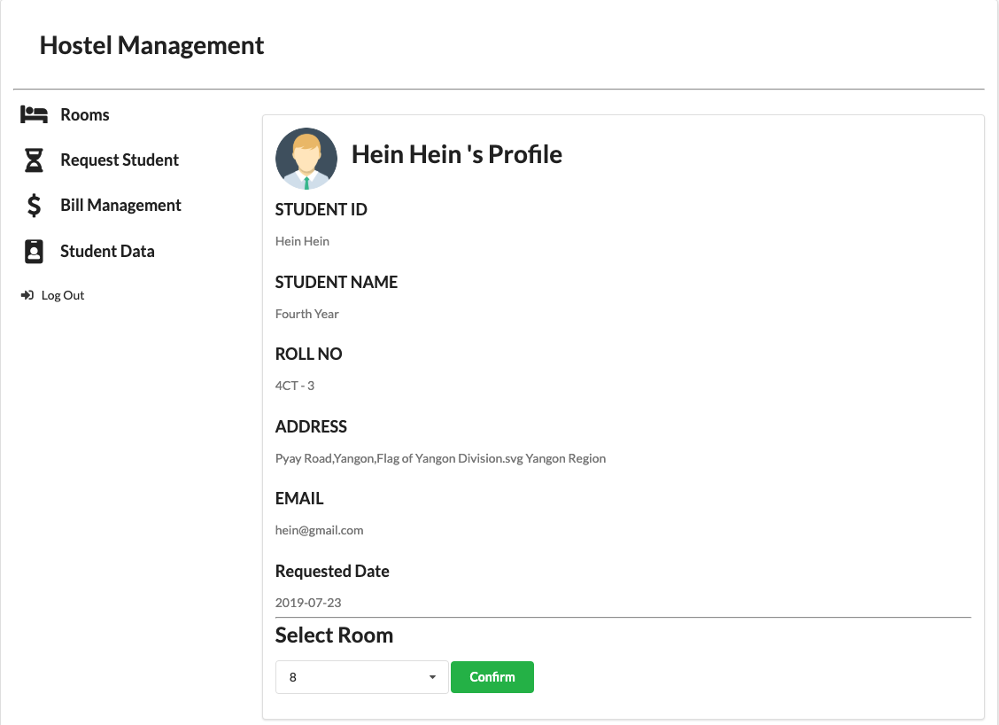 Hostel Management
Rooms
Request Student
Bill Management
Student Data
Log Out
Hein Hein 's Profile
STUDENT ID
Hein Hein
STUDENT NAME
Fourth Year
ROLL NO
4CT - 3
ADDRESS
Pyay Road,Yangon,Flag of Yangon Division.svg Yangon Region
EMAIL
hein@gmail.com
Requested Date
2019-07-23
Select Room
8
Confirm